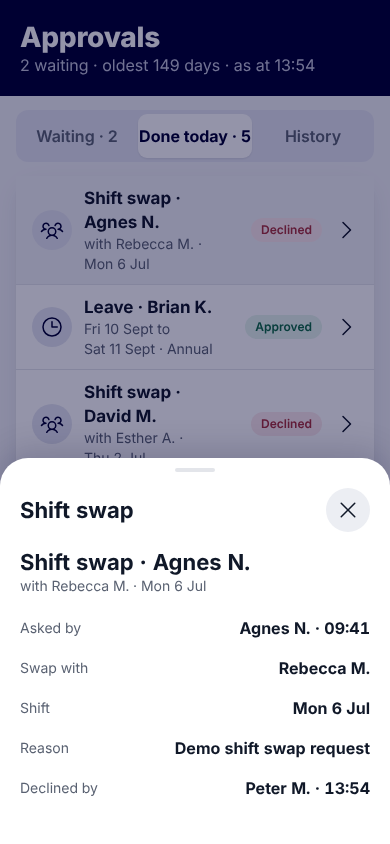 Approvals
2 waiting · oldest 149 days · as at 13:54
Waiting · 2
Done today · 5
History
Shift swap ·
Agnes N.
with Rebecca M. ·
Mon 6 Jul
Declined
Leave · Brian K.
Fri 10 Sept to
Sat 11 Sept · Annual
Approved
Shift swap ·
David M.
with Esther A. ·
Thu 2 Jul
Declined
Shift swap
Shift swap · Agnes N.
with Rebecca M. · Mon 6 Jul
Asked by
Agnes N. · 09:41
Swap with
Rebecca M.
Shift
Mon 6 Jul
Reason
Demo shift swap request
Declined by
Peter M. · 13:54